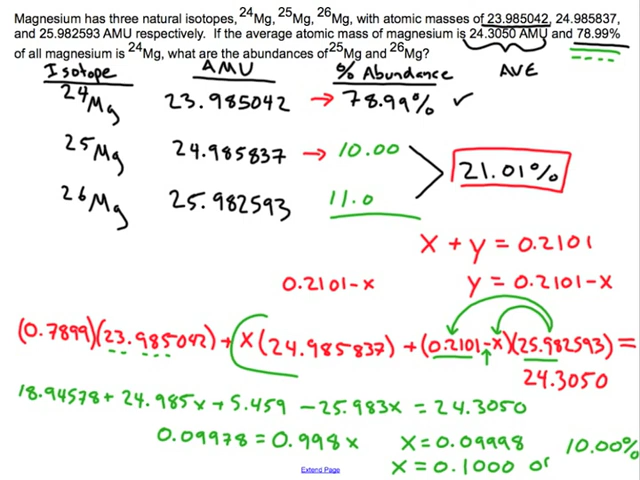 Magnesium has three natural isotopes, 24Mg, 25Mg, 26Mg, with atomic masses of 23.985042, 24.985837,
and 25.982593 AMU respectively. If the average atomic mass of magnesium is 24.3050 AMU and 78.99%
of all magnesium is 24Mg, what are the abundances of 25Mg and 26Mg?
Isotope AMU % Abundance AVE
24Mg 23.985042 → 78.99% ✓
25Mg 24.985837 → 10.00
21.01%
26Mg 25.982593 11.0
x + y = 0.2101
0.2101-x y = 0.2101-x
(0.7899)(23.985042) + x(24.985837) + (0.2101-x)(25.982593) =
24.3050
18.94578 + 24.985x + 5.459 - 25.983x = 24.3050
0.09978 = 0.998x x = 0.09998 10.00%
x = 0.1000 or
Extend Page